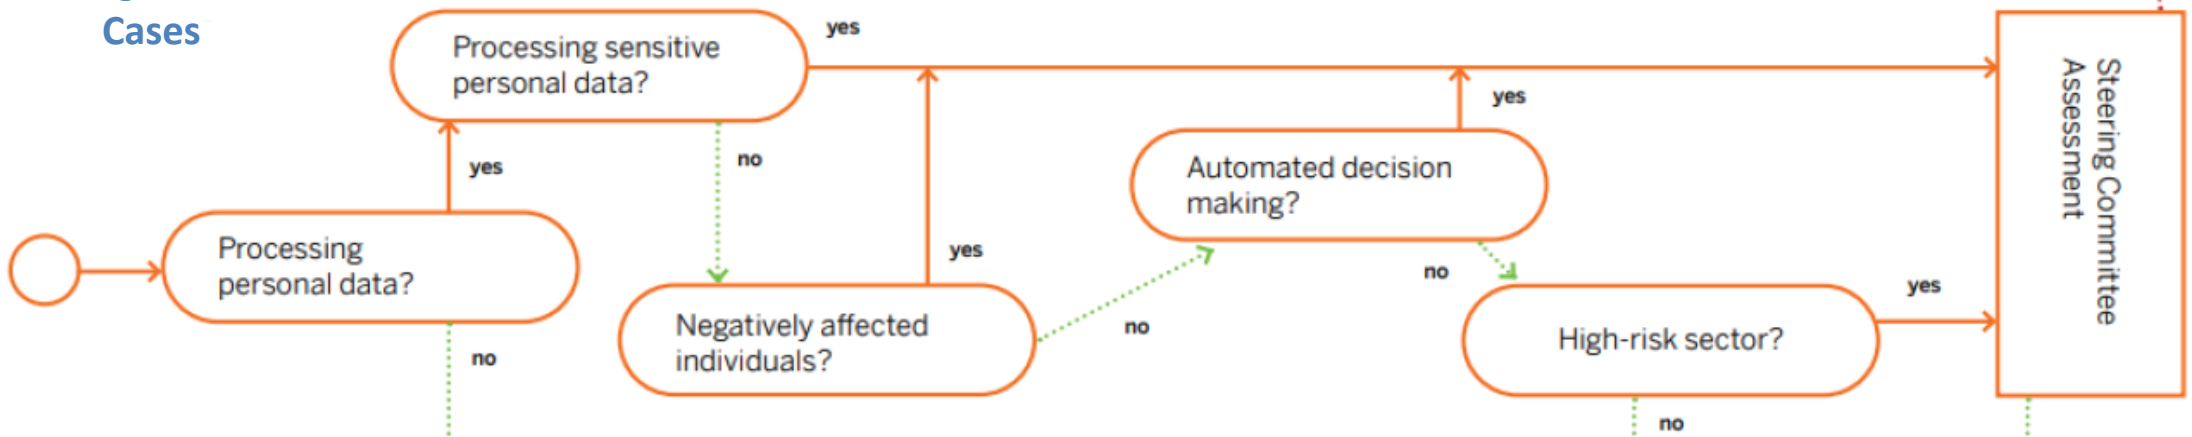 Cases
Processing sensitive
personal data?
yes
yes
no
Processing
personal data?
no
Negatively affected
individuals?
yes
no
Automated decision
making?
yes
no
High-risk sector?
yes
no
Steering Committee
Assessment